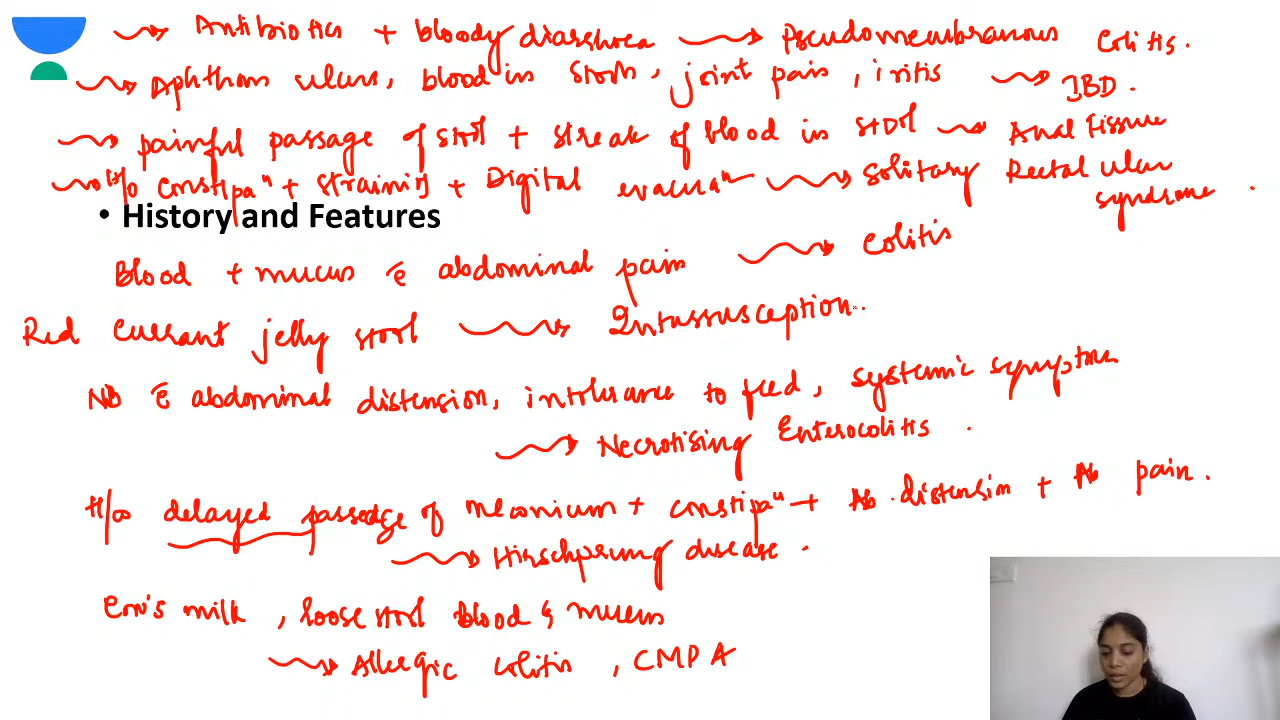 Antibiotics + bloody diarrhoea → Pseudomembranous Colitis.
Aphthous ulcers, blood in stools, joint pain, iritis → IBD.
→ painful passage of stool + streak of blood in stool → Anal Fissure
→ H/o constipaⁿ + straining + Digital evacuaⁿ → Solitary Rectal ulcer syndrome.
• History and Features
Blood + mucus c̄ abdominal pain → Colitis
Red currant jelly stool → Intussusception.
NB c̄ abdominal distension, intolerance to feed, systemic symptoms
→ Necrotising Enterocolitis.
H/o delayed passage of meconium + constipaⁿ + Ab. distension + Ab pain.
→ Hirschprung disease.
Cow's milk, loose stool blood & mucus
→ Allergic colitis, CMPA